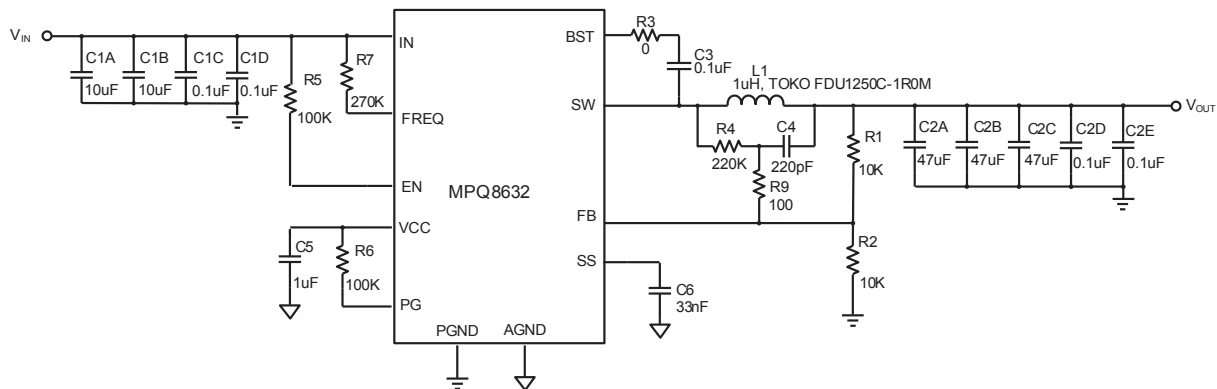 VIN
C1A
10uF
C1B
10uF
C1C
0.1uF
C1D
0.1uF
R5
100K
R7
270K
IN
FREQ
EN
VCC
PG
PGND
AGND
MPQ8632
BST
SW
FB
SS
C5
1uF
R6
100K
R3
0
C3
0.1uF
L1
1uH, TOKO FDU1250C-1R0M
R4
220K
C4
220pF
R9
100
R1
10K
R2
10K
C6
33nF
C2A
47uF
C2B
47uF
C2C
47uF
C2D
0.1uF
C2E
0.1uF
VOUT